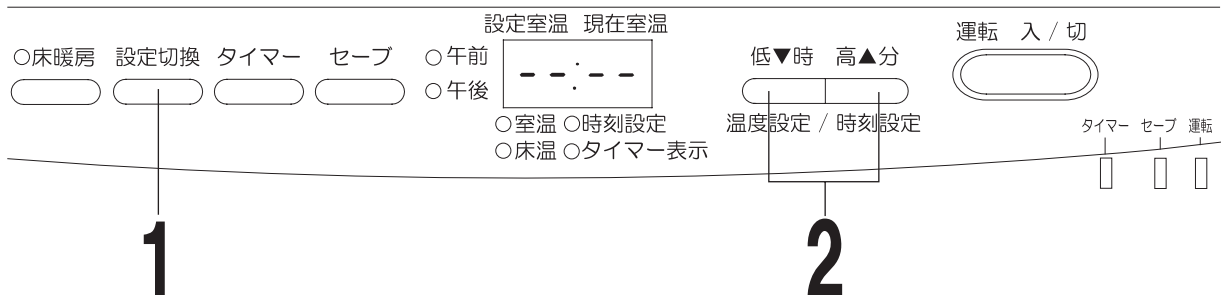 設定室温 現在室温
運転 入/切
○床暖房 設定切換 タイマー セーブ ○午前 低▼時 高▲分
--:--
○午後
○室温 ○時刻設定 温度設定 / 時刻設定
○床温 ○タイマー表示
タイマー セーブ 運転
1 2